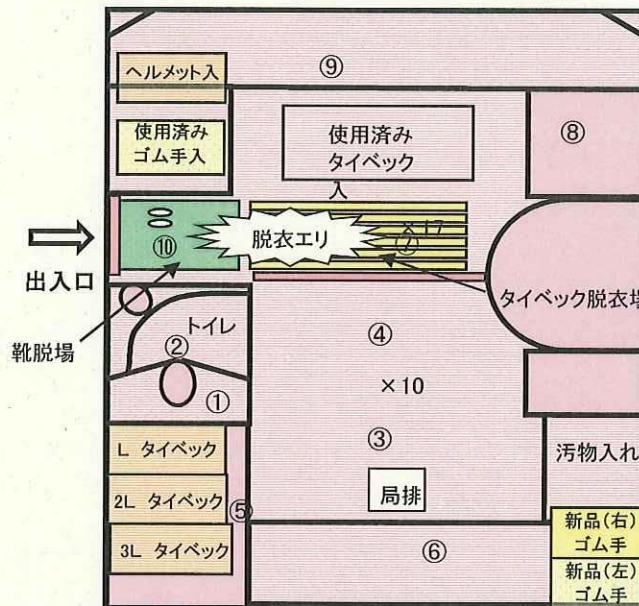 ヘルメット入
⑨
使用済み
ゴム手入
使用済み
タイベック
入
⑧
×17
⑦
脱衣エリ
⑩
出入口
タイベック脱衣場
靴脱場
トイレ
②
①
④
×10
③
局排
L タイベック
2L タイベック
3L タイベック
⑤
⑥
汚物入れ
新品(右)
ゴム手
新品(左)
ゴム手